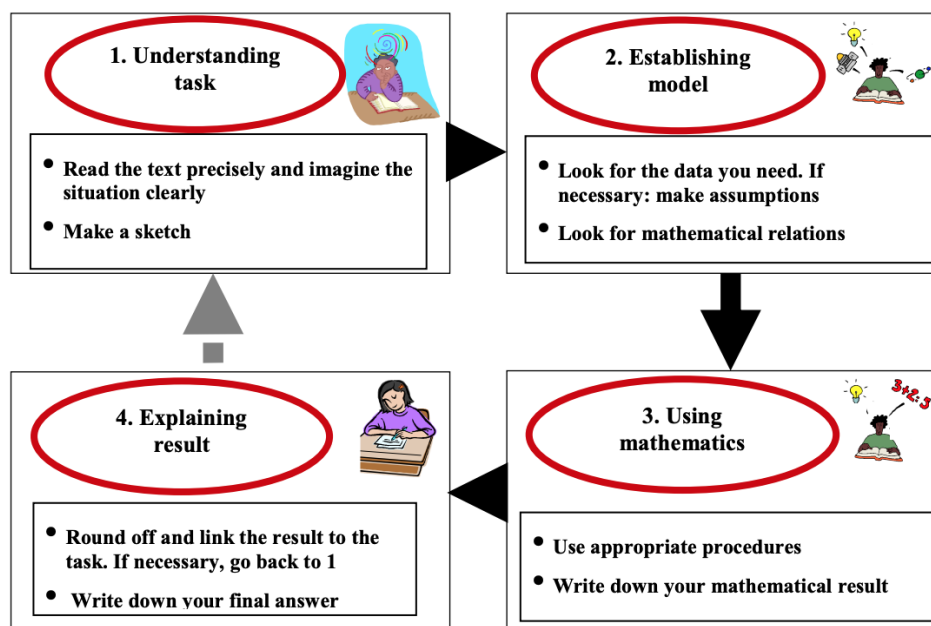 1. Understanding
task
• Read the text precisely and imagine the
situation clearly
• Make a sketch
2. Establishing
model
• Look for the data you need. If
necessary: make assumptions
• Look for mathematical relations
3. Using
mathematics
3+2:3
• Use appropriate procedures
• Write down your mathematical result
4. Explaining
result
• Round off and link the result to the
task. If necessary, go back to 1
• Write down your final answer